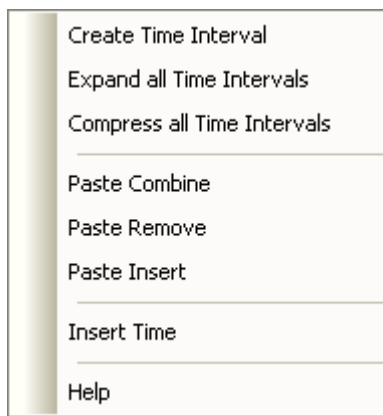 Create Time Interval
Expand all Time Intervals
Compress all Time Intervals
Paste Combine
Paste Remove
Paste Insert
Insert Time
Help